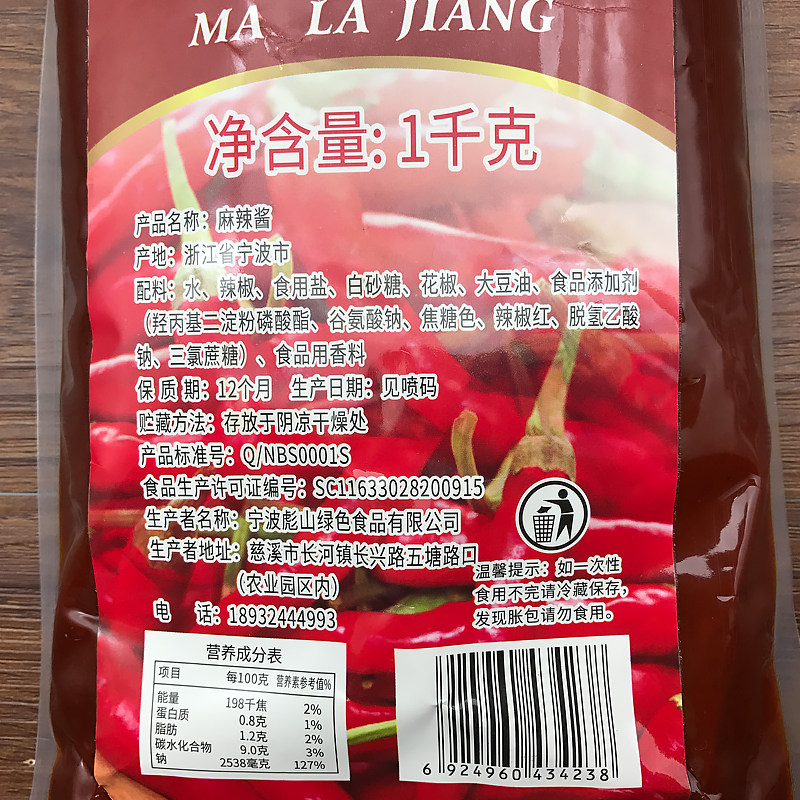 MA LA JIANG
净含量: 1千克
产品名称：麻辣酱
产地：浙江省宁波市
配料：水、辣椒、食用盐、白砂糖、花椒、大豆油、食品添加剂
（羟丙基二淀粉磷酸酯、谷氨酸钠、焦糖色、辣椒红、脱氢乙酸
钠、三氯蔗糖）、食品用香料
保 质 期：12个月 生产日期：见喷码
贮藏方法：存放于阴凉干燥处
产品标准号：Q/NBS0001S
食品生产许可证编号：SC11633028200915
生产者名称：宁波彪山绿色食品有限公司
生产者地址：慈溪市长河镇长兴路五塘路口
（农业园区内）
电 话：18932444993
温馨提示：如一次性
食用不完请冷藏保存，
发现胀包请勿食用。
营养成分表
项目 每100克 营养素参考值%
能量 198千焦 2%
蛋白质 0.8克 1%
脂肪 1.2克 2%
碳水化合物 9.0克 3%
钠 2538毫克 127%
6 924960 434238